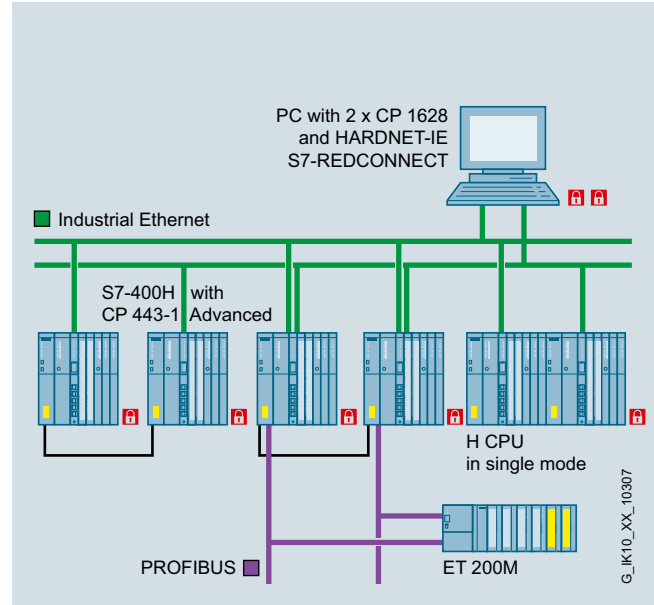 PC with 2 x CP 1628
and HARDNET-IE
S7-REDCONNECT
Industrial Ethernet
S7-400H with
CP 443-1 Advanced
H CPU
in single mode
PROFIBUS
ET 200M
G_IK10_XX_10307